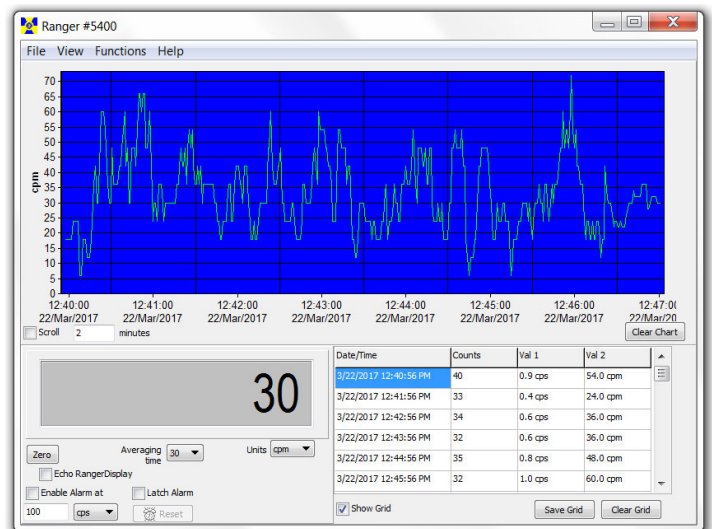 Ranger #5400
File View Functions Help
70
65
60
55
50
45
40
35
30
25
20
15
10
5
0
cpm
12:40:00 12:41:00 12:42:00 12:43:00 12:44:00 12:45:00 12:46:00 12:47:00
22/Mar/2017 22/Mar/2017 22/Mar/2017 22/Mar/2017 22/Mar/2017 22/Mar/2017 22/Mar/2017 22/Mar/20
Scroll 2 minutes Clear Chart
30
Zero Averaging time 30 Units cpm
Echo RangerDisplay
Enable Alarm at Latch Alarm
100 cps Reset
Date/Time Counts Val 1 Val 2
3/22/2017 12:40:56 PM 40 0.9 cps 54.0 cpm
3/22/2017 12:41:56 PM 33 0.4 cps 24.0 cpm
3/22/2017 12:42:56 PM 34 0.6 cps 36.0 cpm
3/22/2017 12:43:56 PM 32 0.6 cps 36.0 cpm
3/22/2017 12:44:56 PM 35 0.8 cps 48.0 cpm
3/22/2017 12:45:56 PM 32 1.0 cps 60.0 cpm
Show Grid Save Grid Clear Grid